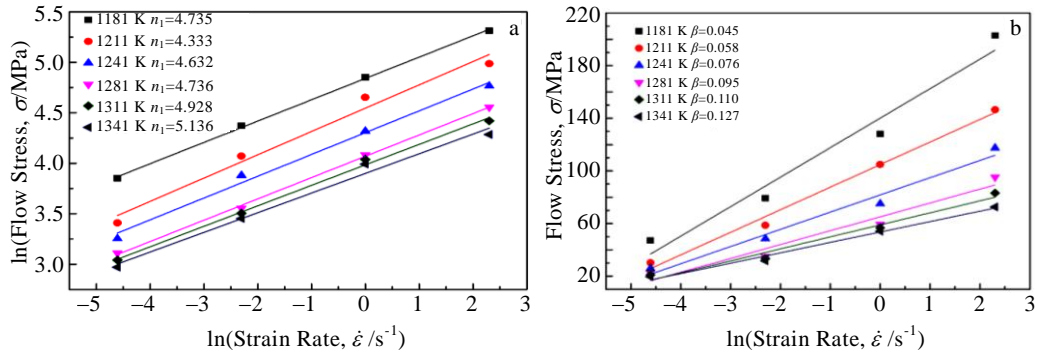 a
1181 K n₁=4.735
1211 K n₁=4.333
1241 K n₁=4.632
1281 K n₁=4.736
1311 K n₁=4.928
1341 K n₁=5.136
ln(Flow Stress, σ/MPa)
5.5
5.0
4.5
4.0
3.5
3.0
−5 −4 −3 −2 −1 0 1 2 3
ln(Strain Rate, ε̇ /s⁻¹)
b
1181 K β=0.045
1211 K β=0.058
1241 K β=0.076
1281 K β=0.095
1311 K β=0.110
1341 K β=0.127
Flow Stress, σ/MPa
220
180
140
100
60
20
−5 −4 −3 −2 −1 0 1 2 3
ln(Strain Rate, ε̇ /s⁻¹)